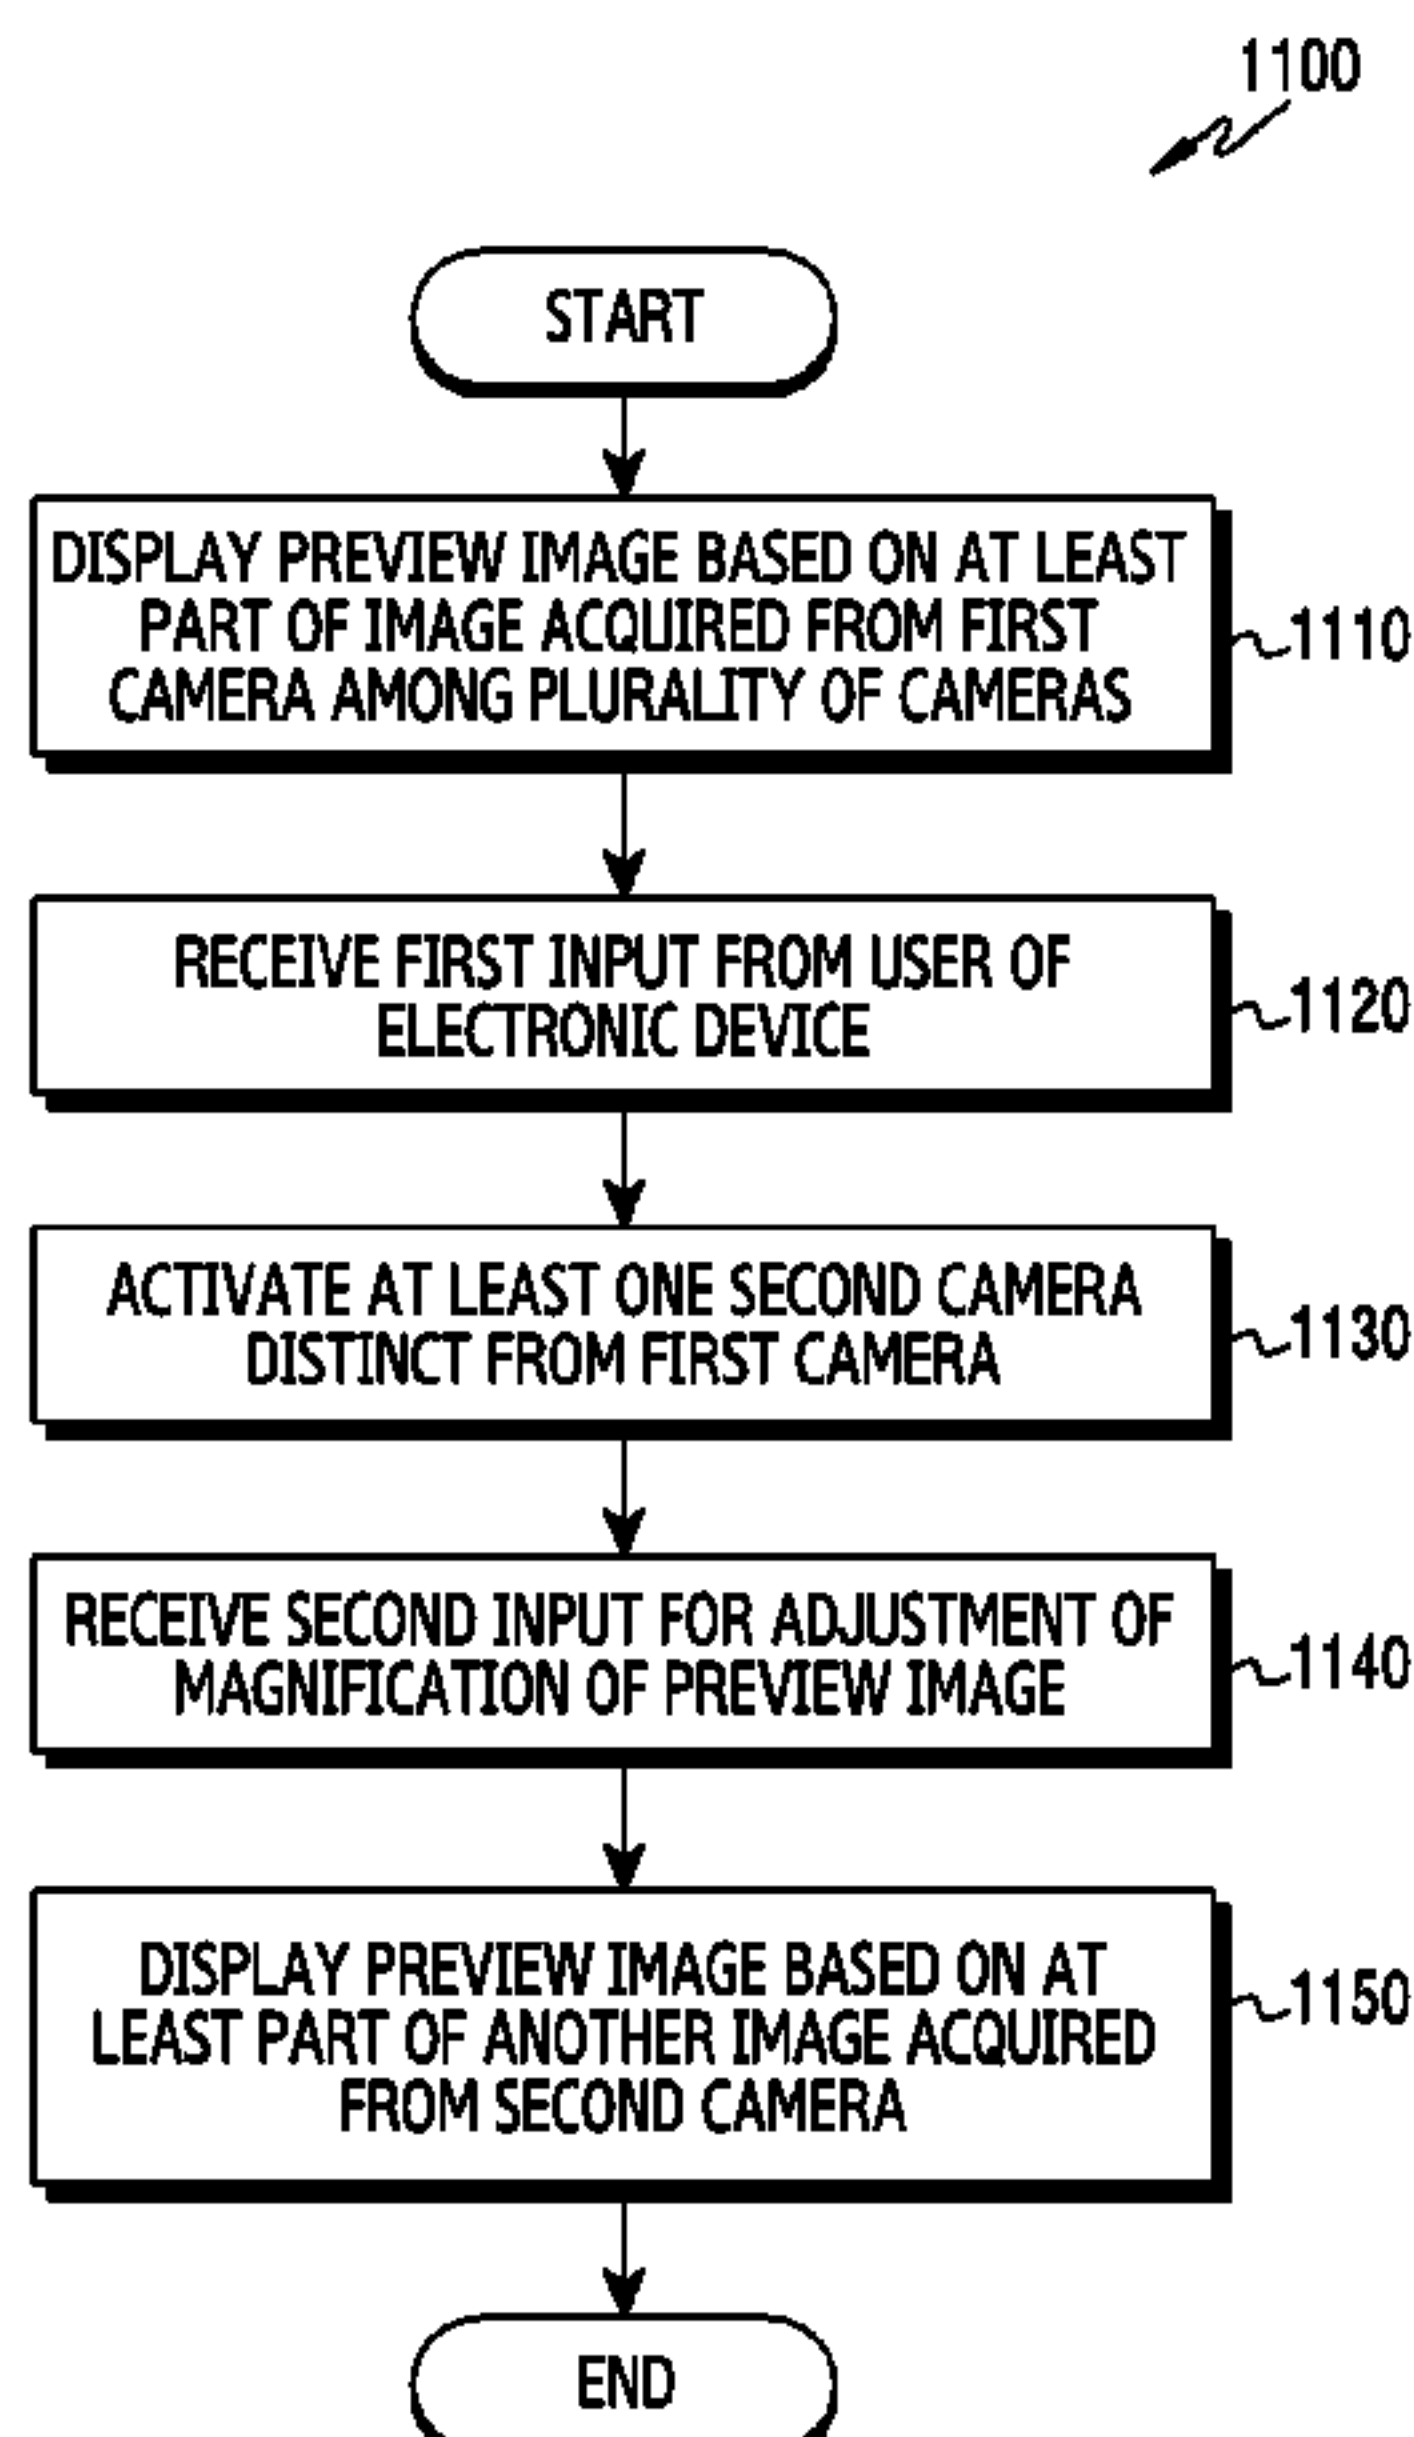 1100
START
DISPLAY PREVIEW IMAGE BASED ON AT LEAST
PART OF IMAGE ACQUIRED FROM FIRST
CAMERA AMONG PLURALITY OF CAMERAS
1110
RECEIVE FIRST INPUT FROM USER OF
ELECTRONIC DEVICE
1120
ACTIVATE AT LEAST ONE SECOND CAMERA
DISTINCT FROM FIRST CAMERA
1130
RECEIVE SECOND INPUT FOR ADJUSTMENT OF
MAGNIFICATION OF PREVIEW IMAGE
1140
DISPLAY PREVIEW IMAGE BASED ON AT
LEAST PART OF ANOTHER IMAGE ACQUIRED
FROM SECOND CAMERA
1150
END